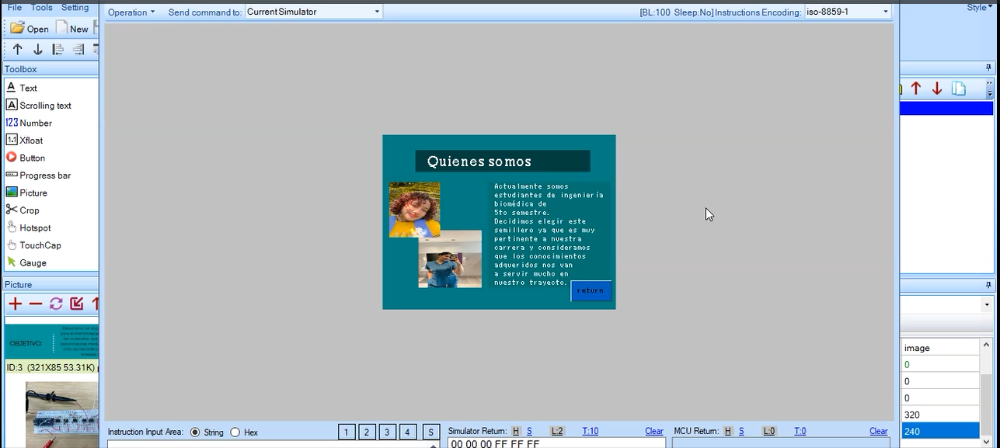 File Tools Setting
Operation Send command to: CurrentSimulator [BL:100 Sleep:No] Instructions Encoding: iso-8859-1
Style
Open New
Toolbox
Text
Scrolling text
123 Number
1.1 Xfloat
Button
Progress bar
Picture
Crop
Hotspot
TouchCap
Gauge
Picture
OBJETIVO:
ID:3 (321X85 53.31K)
Quienes somos
Actualmente somos
estudiantes de ingeniería
biomédica de
5to semestre.
Decidimos elegir este
semillero ya que es muy
pertinente a nuestra
carrera y consideramos
que los conocimientos
adqueridos nos van
a servir mucho en
nuestro trayecto.
return
image
0
0
0
320
240
Instruction Input Area: String Hex 1 2 3 4 S
Simulator Return: H S L:2 T:10 Clear
MCU Return: H S L:0 T:0 Clear
00 00 00 FF FF FF